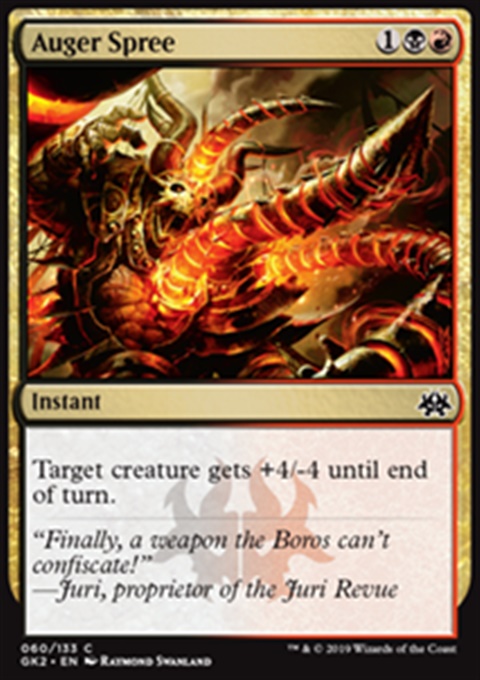 Auger Spree 1
Instant
Target creature gets +4/-4 until end
of turn.
“Finally, a weapon the Boros can’t
confiscate!”
—Juri, proprietor of the Juri Revue
060/133 C
GK2 • EN Raymond Swanland
™ & © 2019 Wizards of the Coast